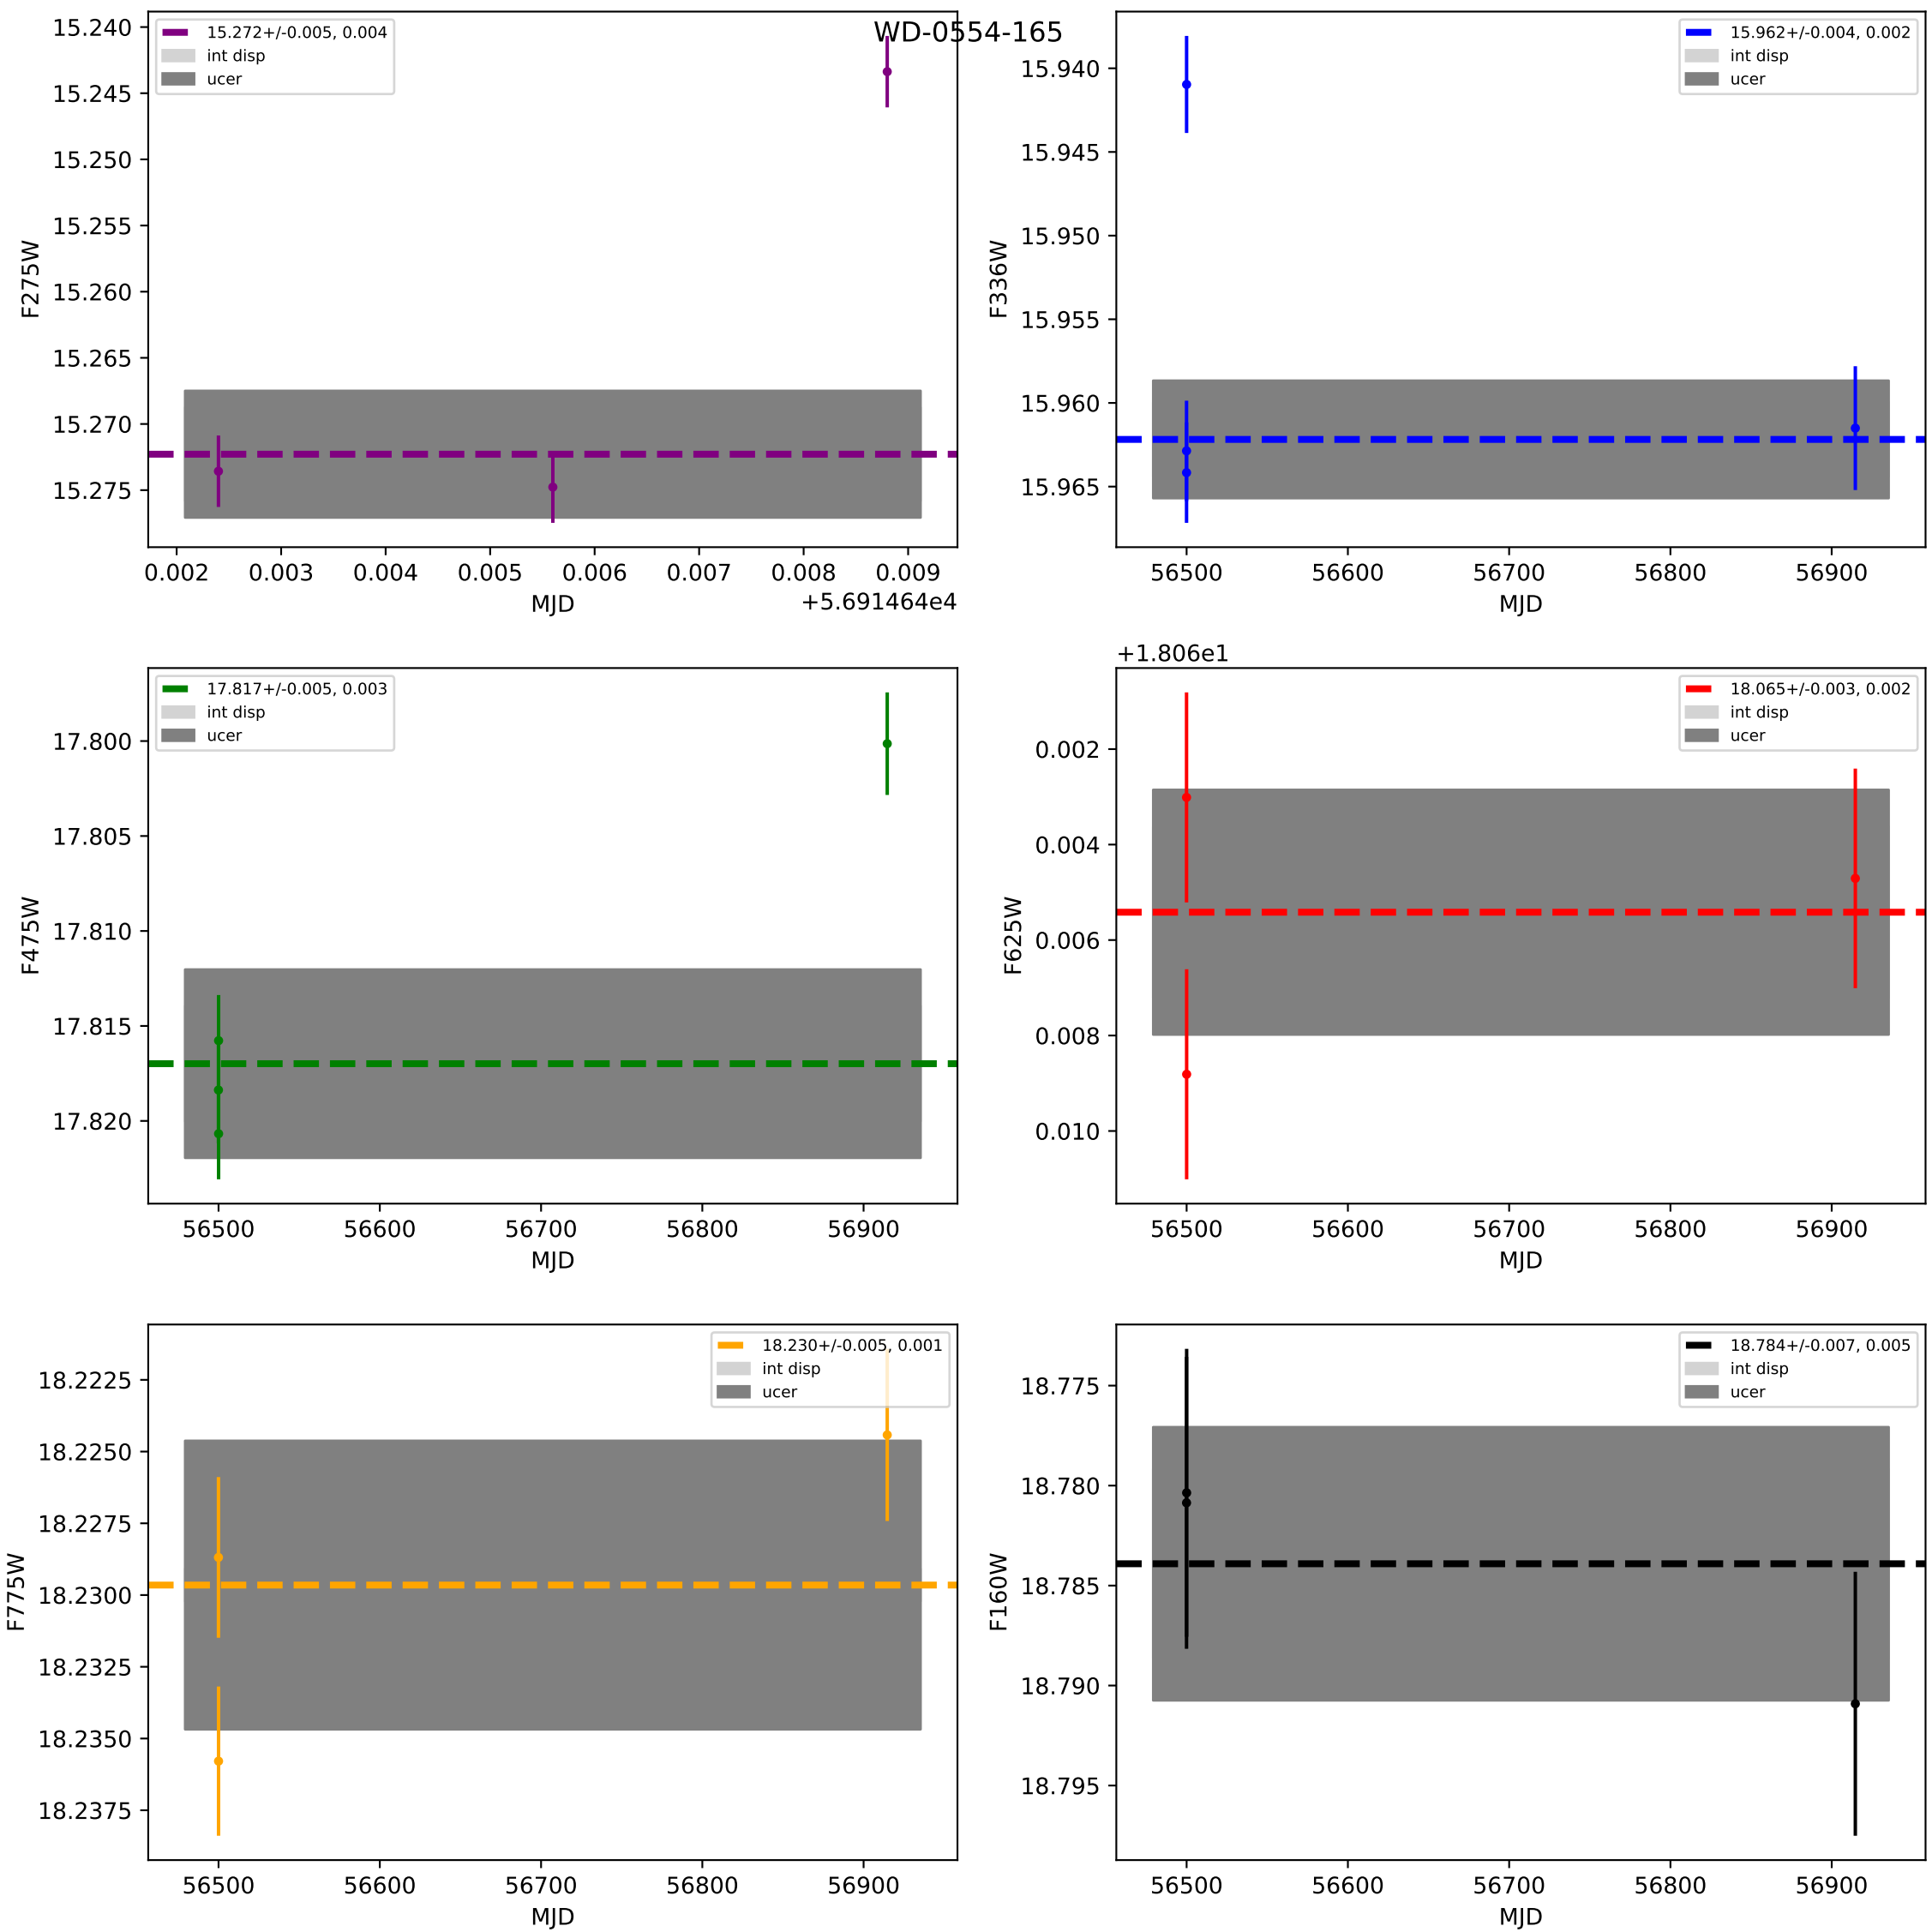 WD-0554-165
15.272+/-0.005, 0.004
int disp
ucer
F275W
15.240
15.245
15.250
15.255
15.260
15.265
15.270
15.275
0.002 0.003 0.004 0.005 0.006 0.007 0.008 0.009
+5.691464e4
MJD
15.962+/-0.004, 0.002
int disp
ucer
F336W
15.940
15.945
15.950
15.955
15.960
15.965
56500 56600 56700 56800 56900
MJD
17.817+/-0.005, 0.003
int disp
ucer
F475W
17.800
17.805
17.810
17.815
17.820
56500 56600 56700 56800 56900
MJD
+1.806e1
18.065+/-0.003, 0.002
int disp
ucer
F625W
0.002
0.004
0.006
0.008
0.010
56500 56600 56700 56800 56900
MJD
18.230+/-0.005, 0.001
int disp
ucer
F775W
18.2225
18.2250
18.2275
18.2300
18.2325
18.2350
18.2375
56500 56600 56700 56800 56900
MJD
18.784+/-0.007, 0.005
int disp
ucer
F160W
18.775
18.780
18.785
18.790
18.795
56500 56600 56700 56800 56900
MJD